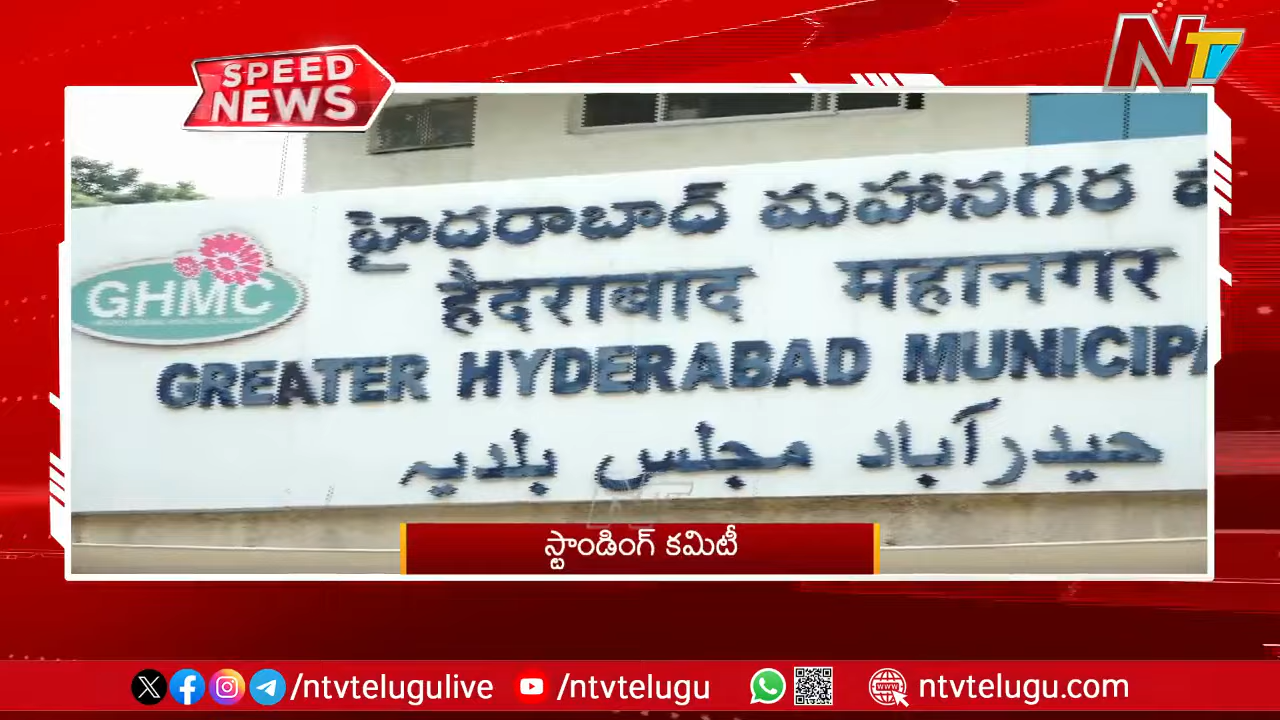 SPEED
NEWS
NTV
హైదరాబాద్ మహానగర
हैदराबाद महानगर
GHMC
GREATER HYDERABAD MUNICIPA
حیدرآباد مجلس بلدیہ
స్టాండింగ్ కమిటీ
/ntvtelugulive
/ntvtelugu
www
ntvtelugu.com